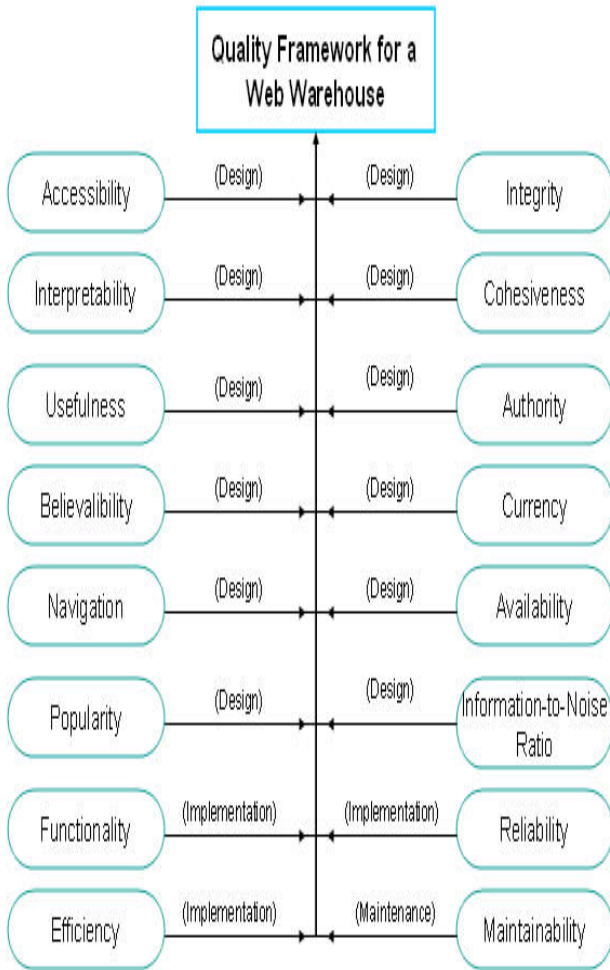 Quality Framework for a
Web Warehouse
Accessibility
(Design)
(Design)
Integrity
Interpretability
(Design)
(Design)
Cohesiveness
Usefulness
(Design)
(Design)
Authority
Believalibility
(Design)
(Design)
Currency
Navigation
(Design)
(Design)
Availability
Popularity
(Design)
(Design)
Information-to-Noise
Ratio
Functionality
(Implementation)
(Implementation)
Reliability
Efficiency
(Implementation)
(Maintenance)
Maintainability